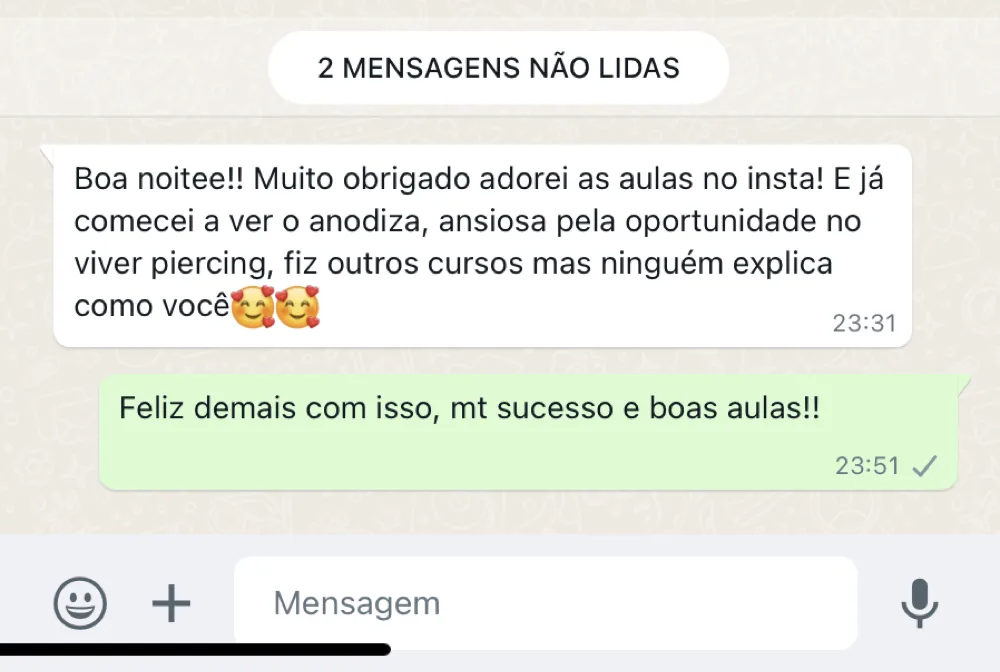 2 MENSAGENS NÃO LIDAS
Boa noitee!! Muito obrigado adorei as aulas no insta! E já
comecei a ver o anodiza, ansiosa pela oportunidade no
viver piercing, fiz outros cursos mas ninguém explica
como você🥰🥰
23:31
Feliz demais com isso, mt sucesso e boas aulas!!
23:51
Mensagem